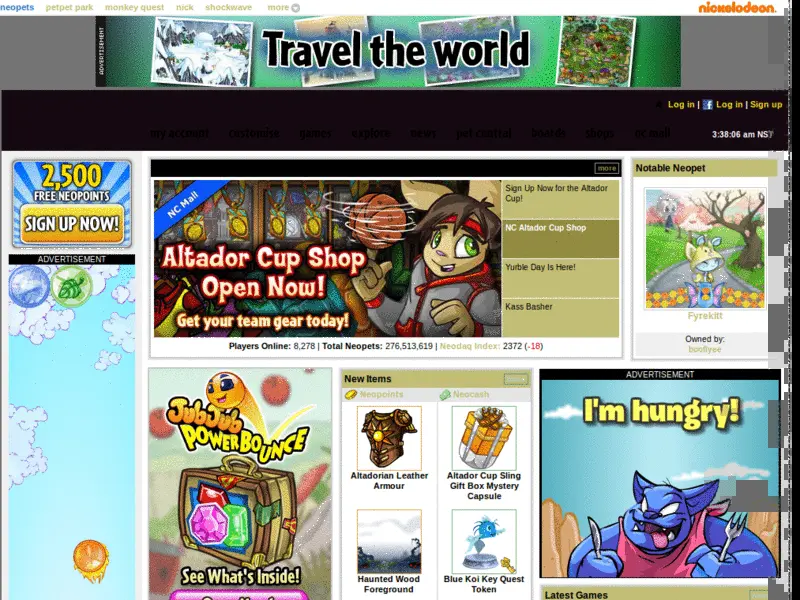 neopets petpet park monkey quest nick shockwave more
nickelodeon.
ADVERTISEMENT
Travel the world
Log in | Log in | Sign up
my account customise games explore news pet central boards shops nc mall
3:38:06 am NST
2,500
FREE NEOPOINTS
SIGN UP NOW!
ADVERTISEMENT
more
NC Mall
Altador Cup Shop
Open Now!
Get your team gear today!
Sign Up Now for the Altador
Cup!
NC Altador Cup Shop
Yurble Day Is Here!
Kass Basher
Players Online: 8,278 | Total Neopets: 276,513,619 | Neodaq Index: 2372 (-18)
Notable Neopet
Fyrekitt
Owned by:
JubJub
POWER BOUNCE
See What's Inside!
New Items
Neopoints Neocash
Altadorian Leather
Armour
Altador Cup Sling
Gift Box Mystery
Capsule
Haunted Wood
Foreground
Blue Koi Key Quest
Token
ADVERTISEMENT
I'm hungry!
Latest Games